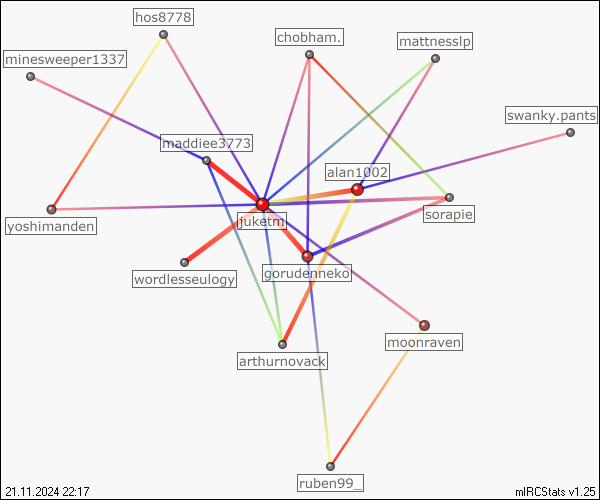 hos8778
chobham.
mattnesslp
minesweeper1337
swanky.pants
maddiee3773
alan1002
sorapie
juketm
yoshimanden
wordlesseulogy
gorudenneko
moonraven
arthurnovack
ruben99_
21.11.2024 22:17
mIRCStats v1.25